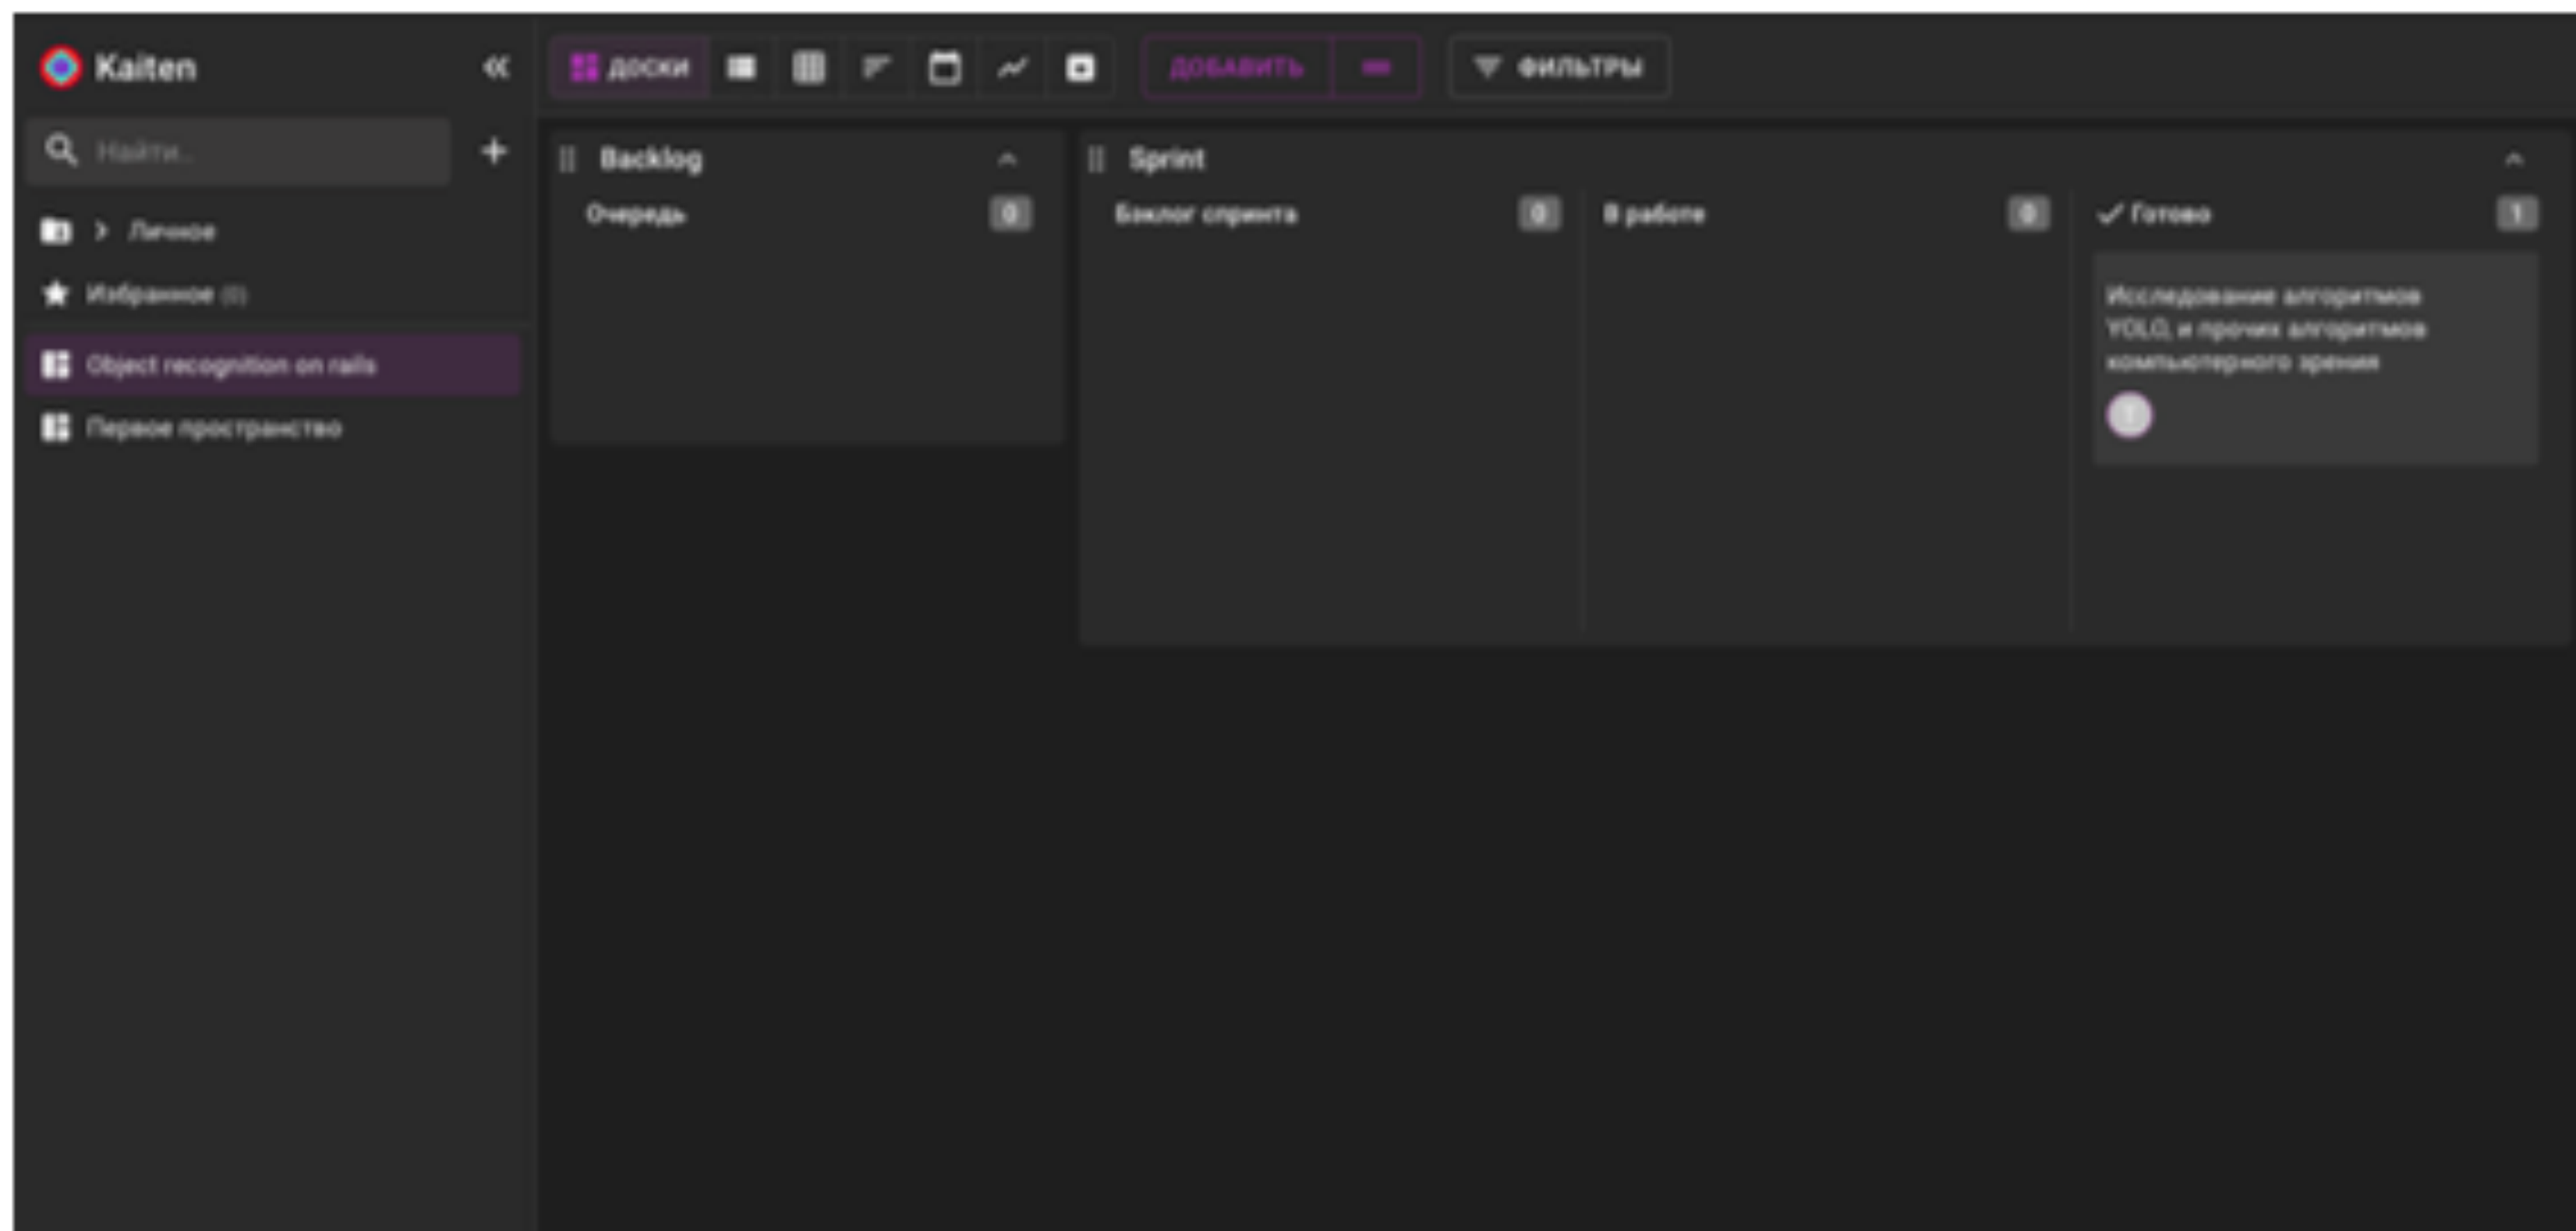 Kaiten
ДОСКИ
ДОБАВИТЬ
ФИЛЬТРЫ
Найти...
Личное
Избранное (0)
Object recognition on rails
Первое пространство
Backlog
Очередь 0
Sprint
Бэклог спринта 0
В работе 0
Готово 1
Исследование алгоритмов
YOLO, и прочих алгоритмов
компьютерного зрения